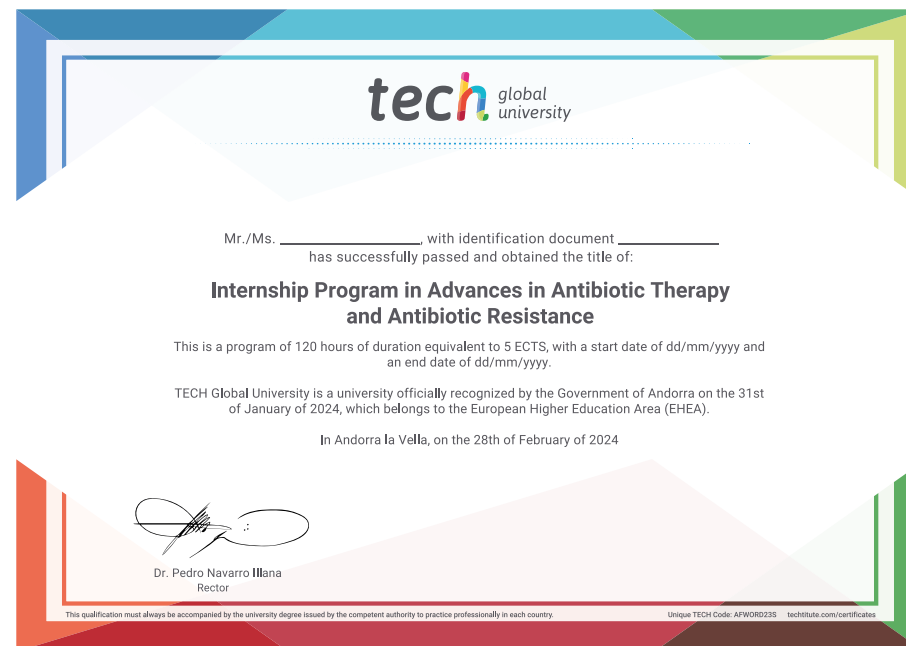 tech global university
Mr./Ms. ____________________, with identification document ______________
has successfully passed and obtained the title of:
Internship Program in Advances in Antibiotic Therapy
and Antibiotic Resistance
This is a program of 120 hours of duration equivalent to 5 ECTS, with a start date of dd/mm/yyyy and
an end date of dd/mm/yyyy.
TECH Global University is a university officially recognized by the Government of Andorra on the 31st
of January of 2024, which belongs to the European Higher Education Area (EHEA).
In Andorra la Vella, on the 28th of February of 2024
Dr. Pedro Navarro Illana
Rector
This qualification must always be accompanied by the university degree issued by the competent authority to practice professionally in each country.
Unique TECH Code: AFWORD23S techtitute.com/certificates